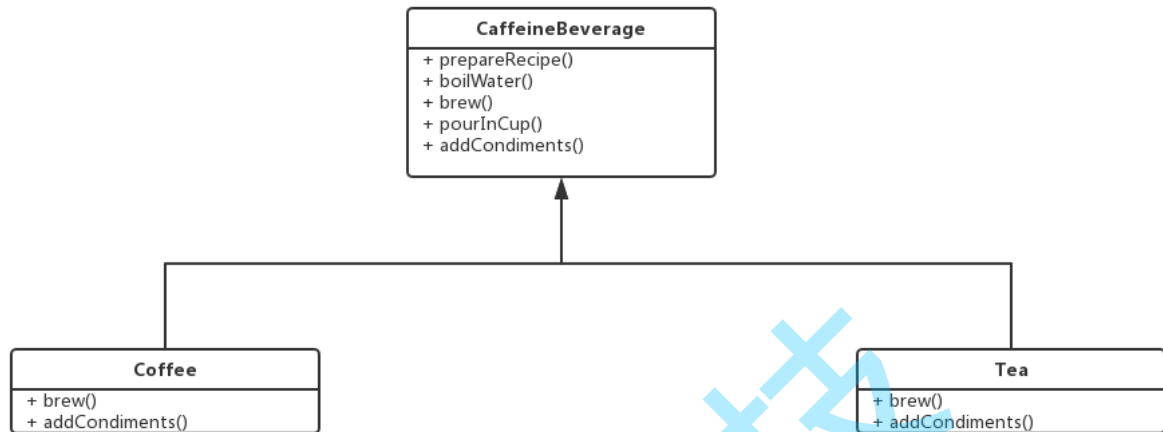 CaffeineBeverage
+ prepareRecipe()
+ boilWater()
+ brew()
+ pourInCup()
+ addCondiments()
Coffee
+ brew()
+ addCondiments()
Tea
+ brew()
+ addCondiments()